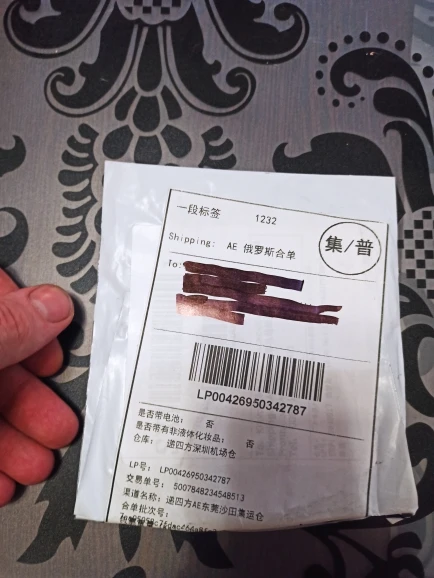 一段标签 1232
集/普
Shipping: AE 俄罗斯合单
To:
LP00426950342787
是否带电池: 否
是否带有非液体化妆品: 否
仓库: 递四方深圳机场仓
LP号: LP00426950342787
交易单号: 5007848234548513
渠道名称: 递四方AE东莞沙田集运仓
合单批次号: